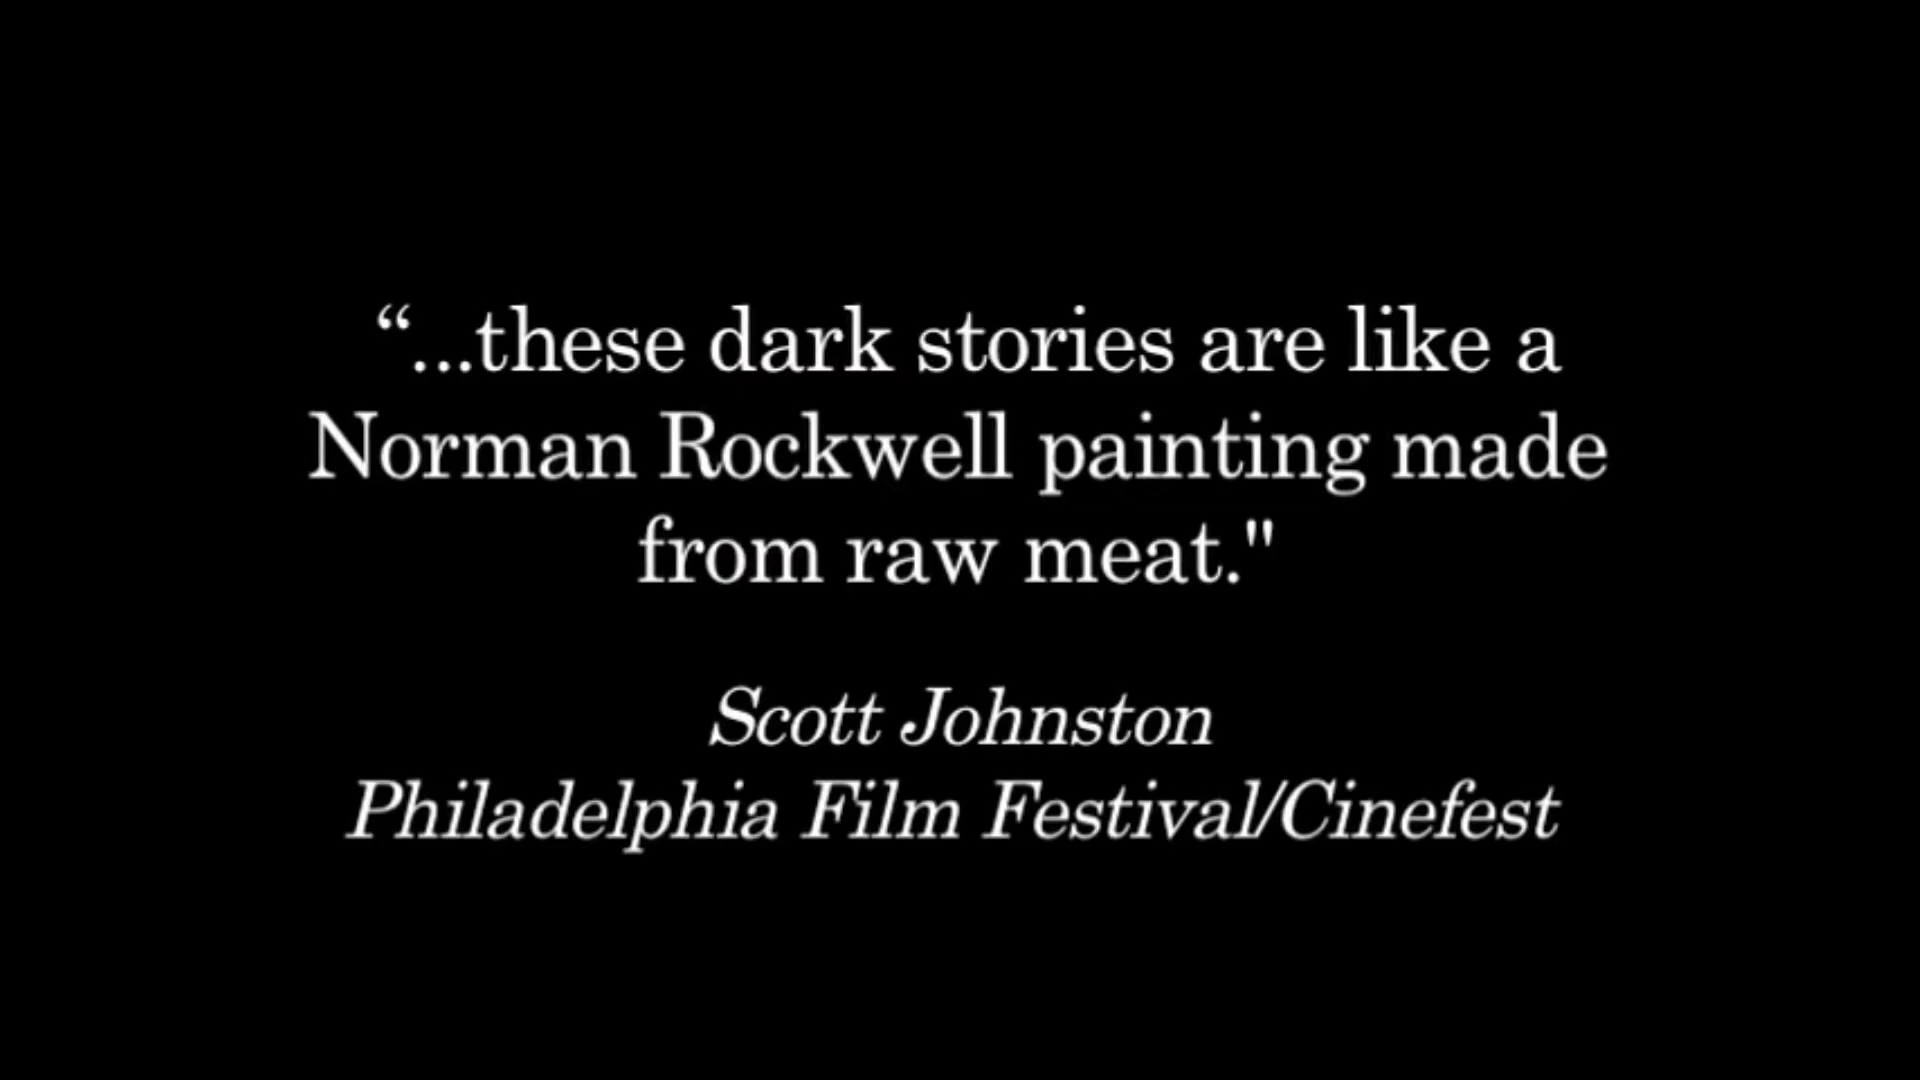 “...these dark stories are like a
Norman Rockwell painting made
from raw meat."
Scott Johnston
Philadelphia Film Festival/Cinefest